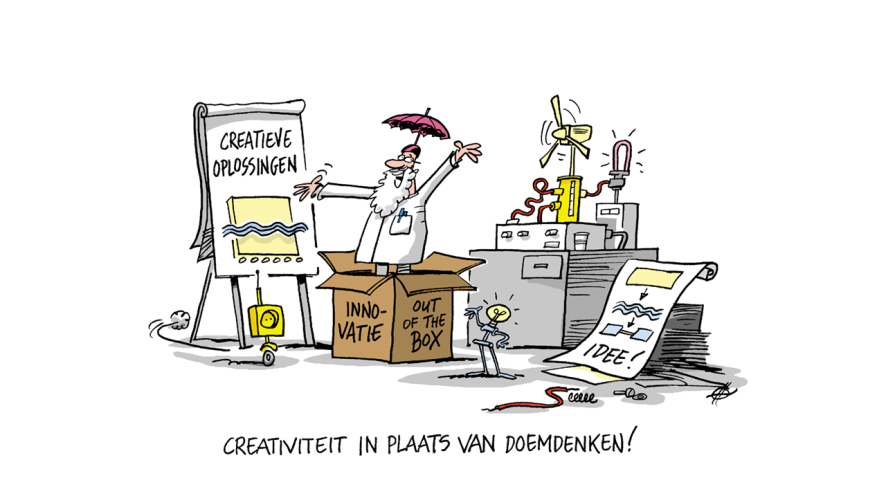 CREATIEVE
OPLOSSINGEN
INNO-
VATIE
OUT
OF THE
BOX
IDEE!
CREATIVITEIT IN PLAATS VAN DOEMDENKEN!